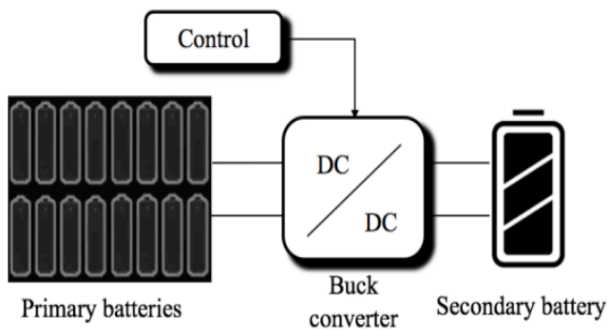 Control
DC
DC
Primary batteries
Buck
converter
Secondary battery